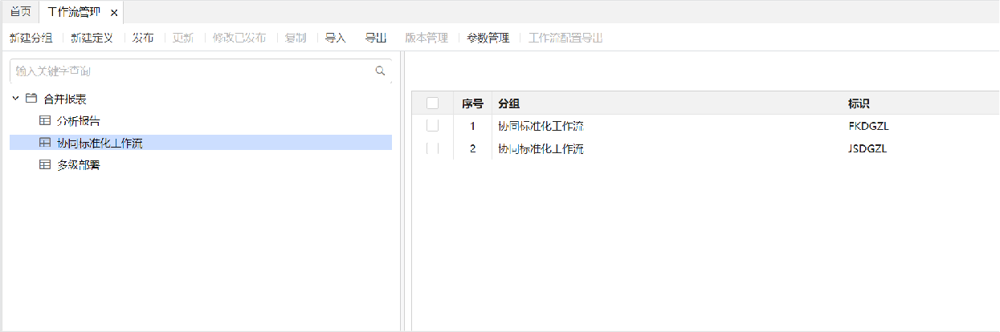 首页 工作流管理 X
新建分组 新建定义 发布 更新 修改已发布 复制 导入 导出 版本管理 参数管理 工作流配置导出
输入关键字查询
合并报表
分析报告
协同标准化工作流
多级部署
序号 分组 标识
1 协同标准化工作流 FKDGZL
2 协同标准化工作流 JSDGZL